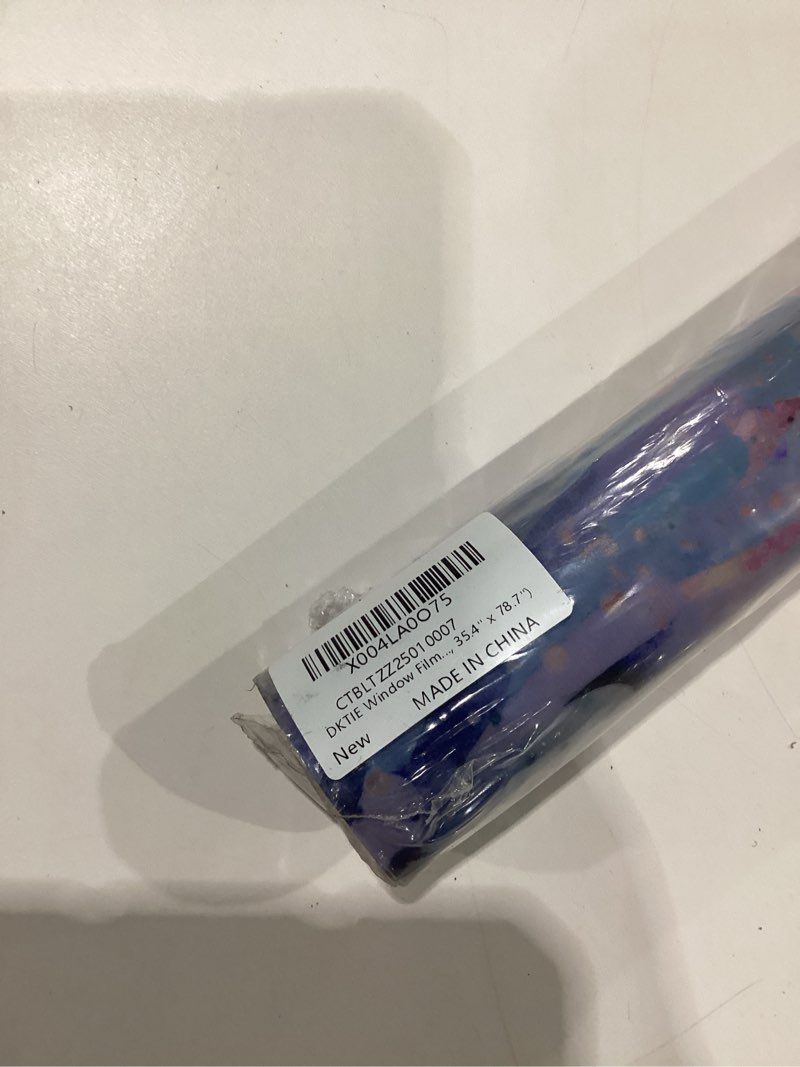 X004LA0O75
CTBLTZZ2501 0007
DKTIE Window Film..., 35.4" x 78.7")
MADE IN CHINA
New